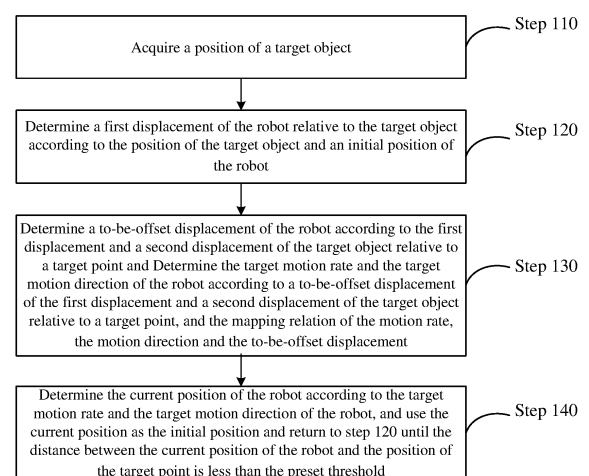 Acquire a position of a target object
Step 110
Determine a first displacement of the robot relative to the target object
according to the position of the target object and an initial position of
the robot
Step 120
Determine a to-be-offset displacement of the robot according to the first
displacement and a second displacement of the target object relative to
a target point and Determine the target motion rate and the target
motion direction of the robot according to a to-be-offset displacement
of the first displacement and a second displacement of the target object
relative to a target point, and the mapping relation of the motion rate,
the motion direction and the to-be-offset displacement
Step 130
Determine the current position of the robot according to the target
motion rate and the target motion direction of the robot, and use the
current position as the initial position and return to step 120 until the
distance between the current position of the robot and the position of
the target point is less than the preset threshold
Step 140